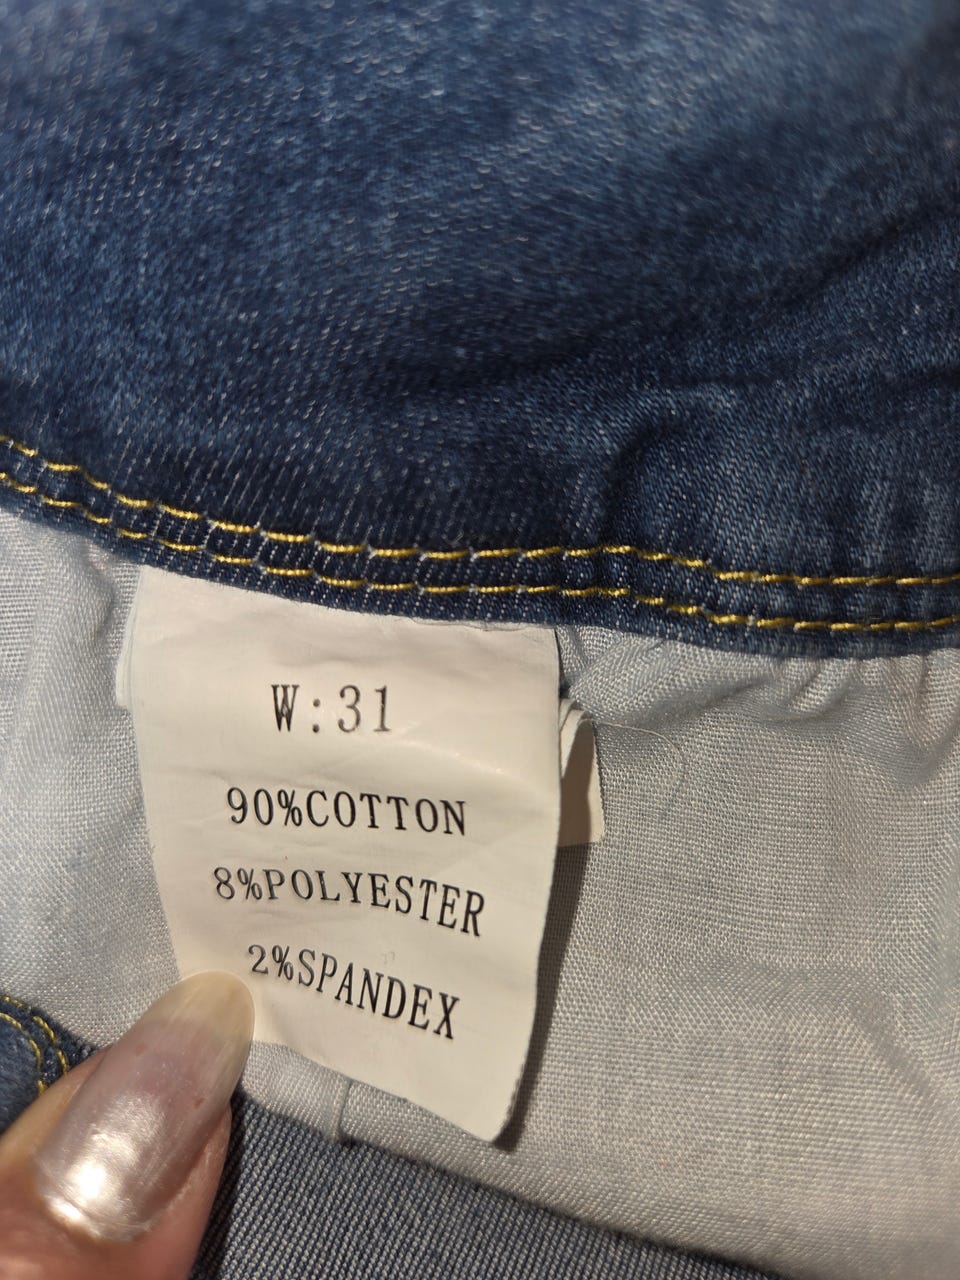 W:31
90%COTTON
8%POLYESTER
2%SPANDEX